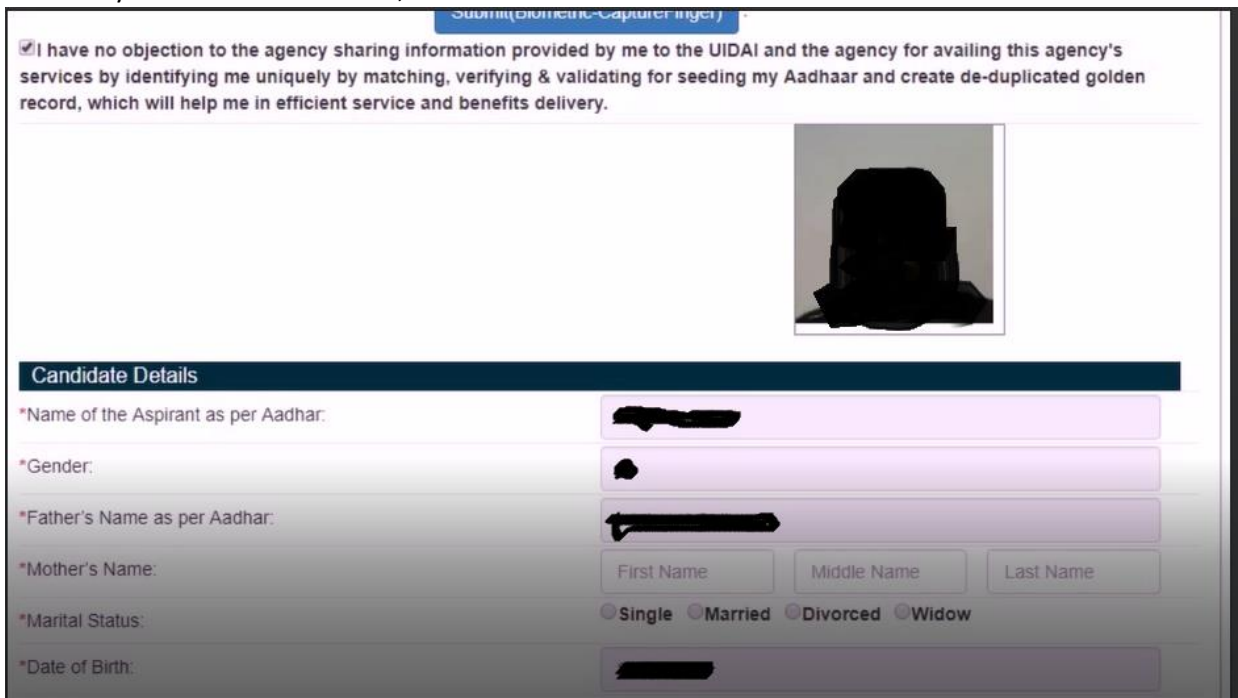 Submit(Biometric-CaptureFinger)
I have no objection to the agency sharing information provided by me to the UIDAI and the agency for availing this agency's
services by identifying me uniquely by matching, verifying & validating for seeding my Aadhaar and create de-duplicated golden
record, which will help me in efficient service and benefits delivery.
Candidate Details
*Name of the Aspirant as per Aadhar:
*Gender:
*Father's Name as per Aadhar:
*Mother's Name: First Name Middle Name Last Name
*Marital Status: Single Married Divorced Widow
*Date of Birth: